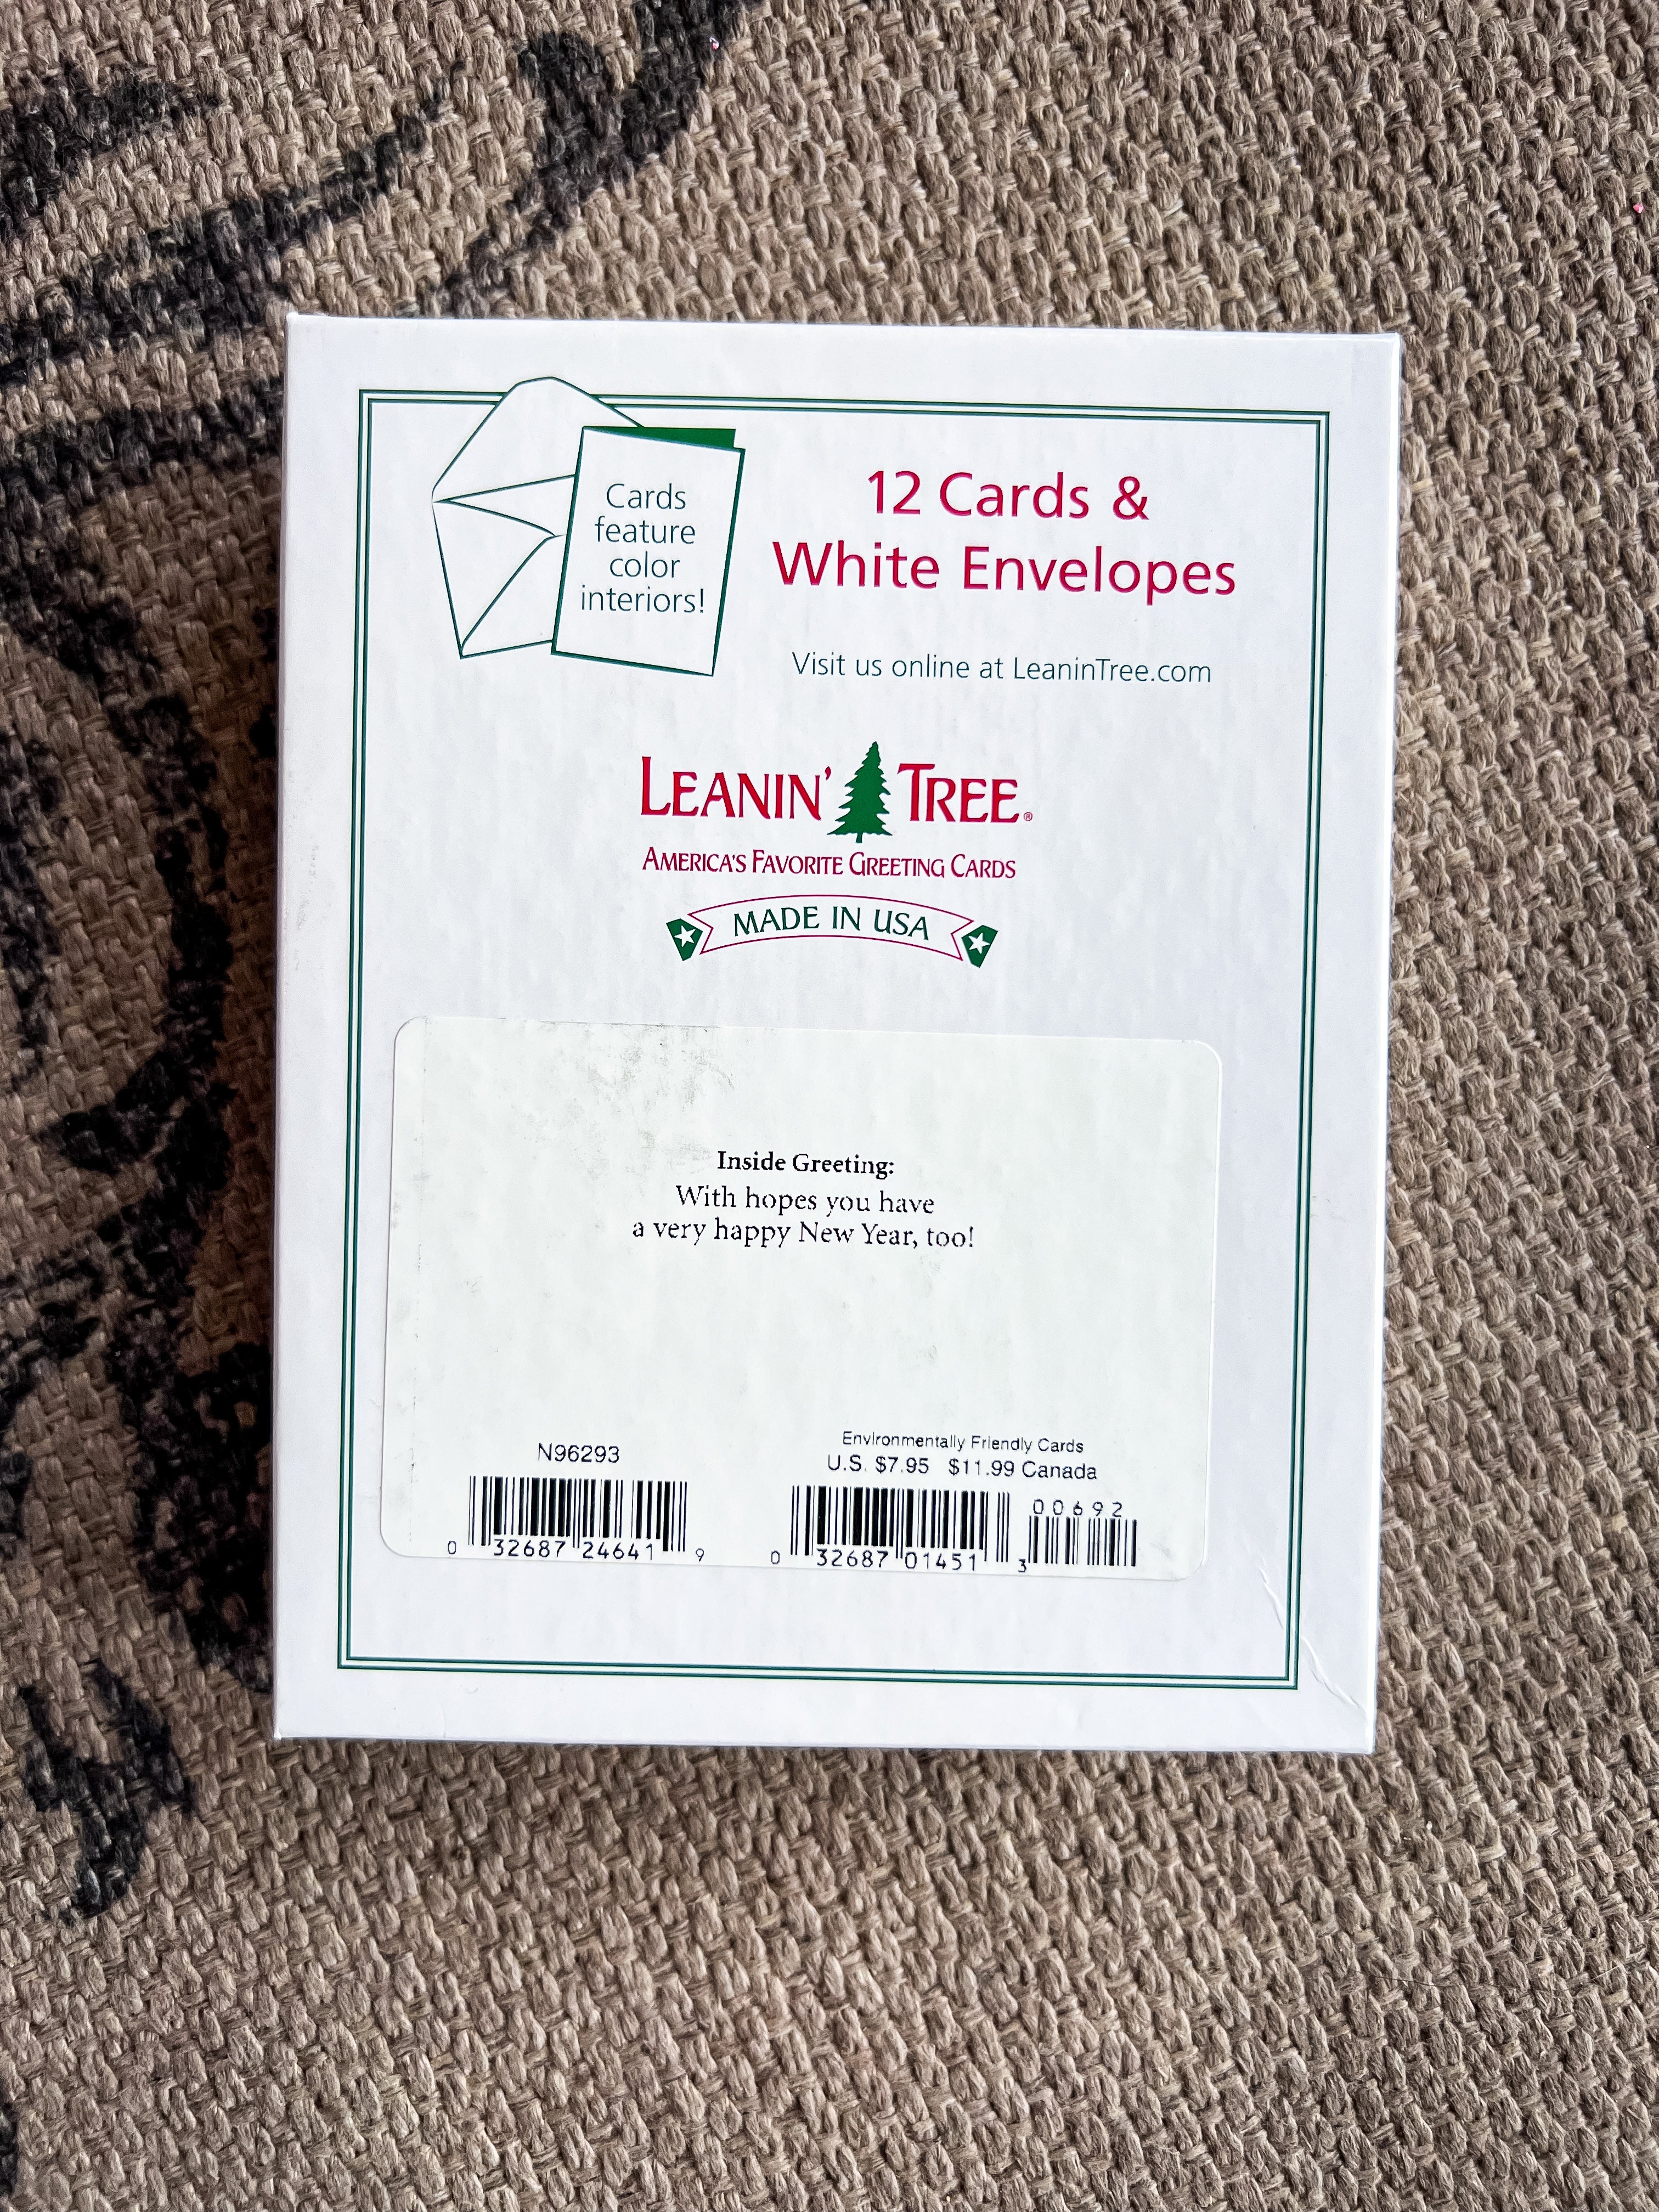 Cards
feature
color
interiors!
12 Cards &
White Envelopes
Visit us online at LeaninTree.com
LEANIN' TREE®
AMERICA'S FAVORITE GREETING CARDS
MADE IN USA
Inside Greeting:
With hopes you have
a very happy New Year, too!
N96293
0 32687 24641 9
Environmentally Friendly Cards
U.S. $7.95 $11.99 Canada
00692
0 32687 01451 3